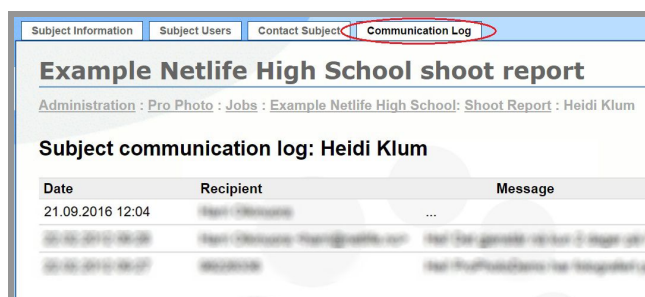 Subject Information Subject Users Contact Subject Communication Log
Example Netlife High School shoot report
Administration : Pro Photo : Jobs : Example Netlife High School: Shoot Report : Heidi Klum
Subject communication log: Heidi Klum
Date Recipient Message
21.09.2016 12:04 ...